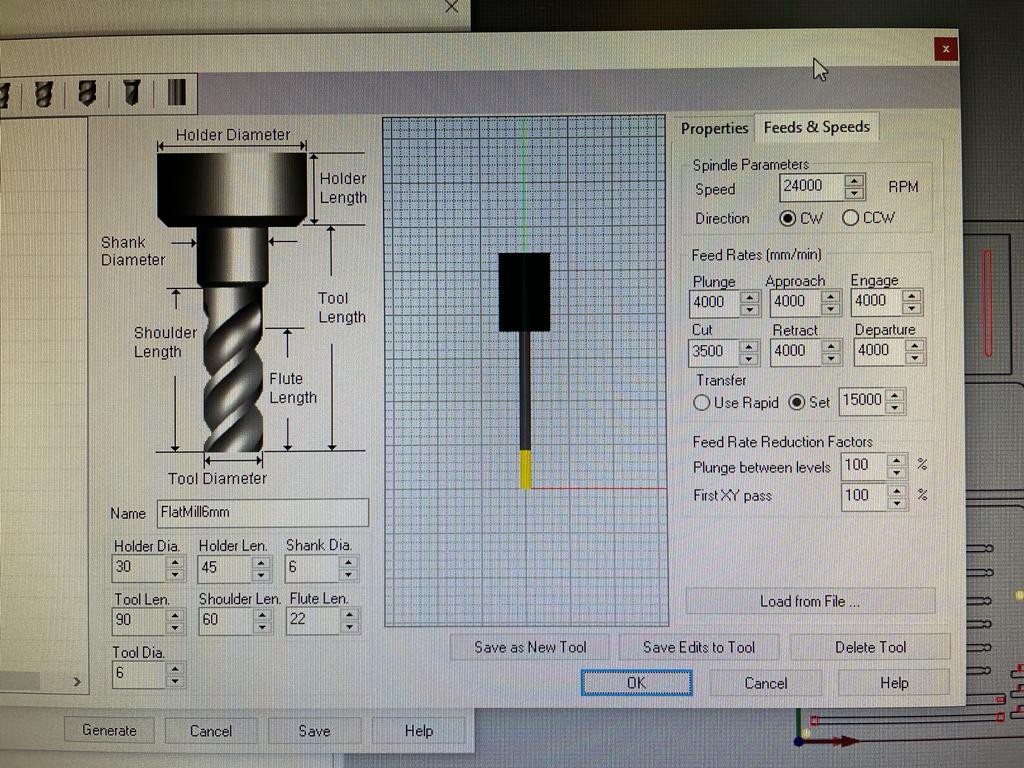 x
Holder Diameter
Holder
Length
Shank
Diameter
Tool
Length
Shoulder
Length
Flute
Length
Tool Diameter
Name FlatMill6mm
Holder Dia. Holder Len. Shank Dia.
30 45 6
Tool Len. Shoulder Len. Flute Len.
90 60 22
Tool Dia.
6
Properties Feeds & Speeds
Spindle Parameters
Speed 24000 RPM
Direction CW CCW
Feed Rates (mm/min)
Plunge Approach Engage
4000 4000 4000
Cut Retract Departure
3500 4000 4000
Transfer
Use Rapid Set 15000
Feed Rate Reduction Factors
Plunge between levels 100 %
First XY pass 100 %
Load from File ...
Save as New Tool Save Edits to Tool Delete Tool
OK Cancel Help
Generate Cancel Save Help